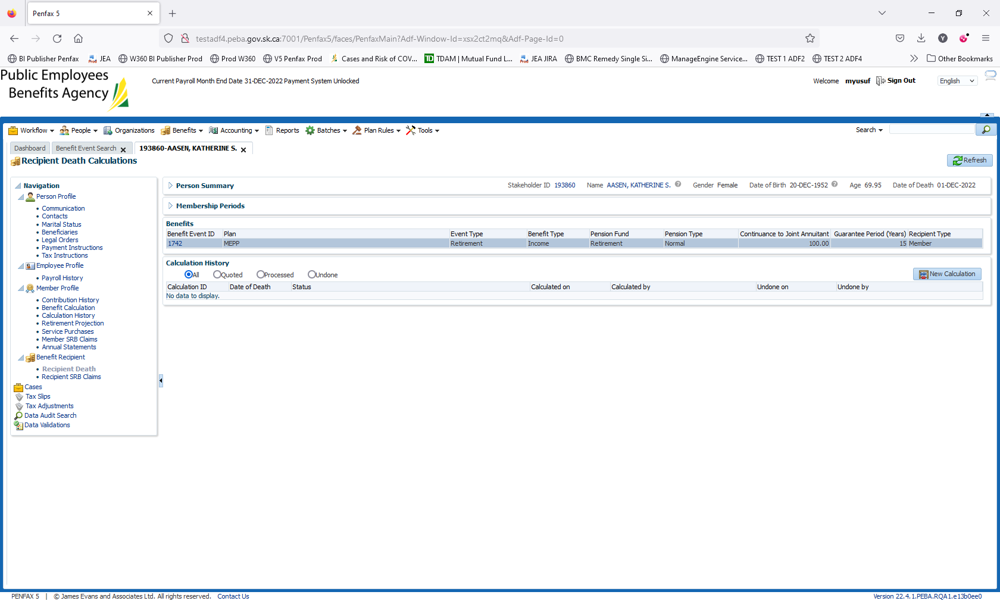 Penfax 5
testadf4.peba.gov.sk.ca:7001/Penfax5/faces/PenfaxMain?Adf-Window-Id=xsx2ct2mq&Adf-Page-Id=0
BI Publisher Penfax JEA W360 BI Publisher Prod Prod W360 V5 Penfax Prod Cases and Risk of COV... TDAM | Mutual Fund L... JEA JIRA BMC Remedy Single Si... ManageEngine Service... TEST 1 ADF2 TEST 2 ADF4 Other Bookmarks
Public Employees
Benefits Agency
Current Payroll Month End Date 31-DEC-2022 Payment System Unlocked
Welcome myusuf Sign Out English
Workflow People Organizations Benefits Accounting Reports Batches Plan Rules Tools Search
Dashboard Benefit Event Search 193860-AASEN, KATHERINE S.
Recipient Death Calculations
Refresh
Navigation
Person Profile
Communication
Contacts
Marital Status
Beneficiaries
Legal Orders
Payment Instructions
Tax Instructions
Employee Profile
Payroll History
Member Profile
Contribution History
Benefit Calculation
Calculation History
Retirement Projection
Service Purchases
Member SRB Claims
Annual Statements
Benefit Recipient
Recipient Death
Recipient SRB Claims
Cases
Tax Slips
Tax Adjustments
Data Audit Search
Data Validations
Person Summary Stakeholder ID 193860 Name AASEN, KATHERINE S. Gender Female Date of Birth 20-DEC-1952 Age 69.95 Date of Death 01-DEC-2022
Membership Periods
Benefits
Benefit Event ID Plan Event Type Benefit Type Pension Fund Pension Type Continuance to Joint Annuitant Guarantee Period (Years) Recipient Type
1742 MEPP Retirement Income Retirement Normal 100.00 15 Member
Calculation History
All Quoted Processed Undone New Calculation
Calculation ID Date of Death Status Calculated on Calculated by Undone on Undone by
No data to display.
PENFAX 5 | © James Evans and Associates Ltd. All rights reserved. Contact Us Version 22.4.1.PEBA.RQA1.e13b0ee0